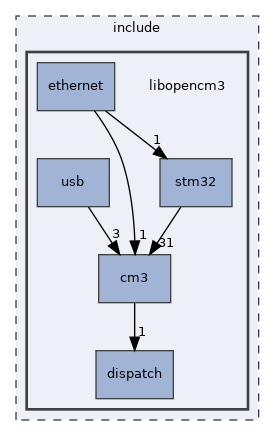 include
ethernet
libopencm3
1
usb
stm32
3
1
31
cm3
1
dispatch